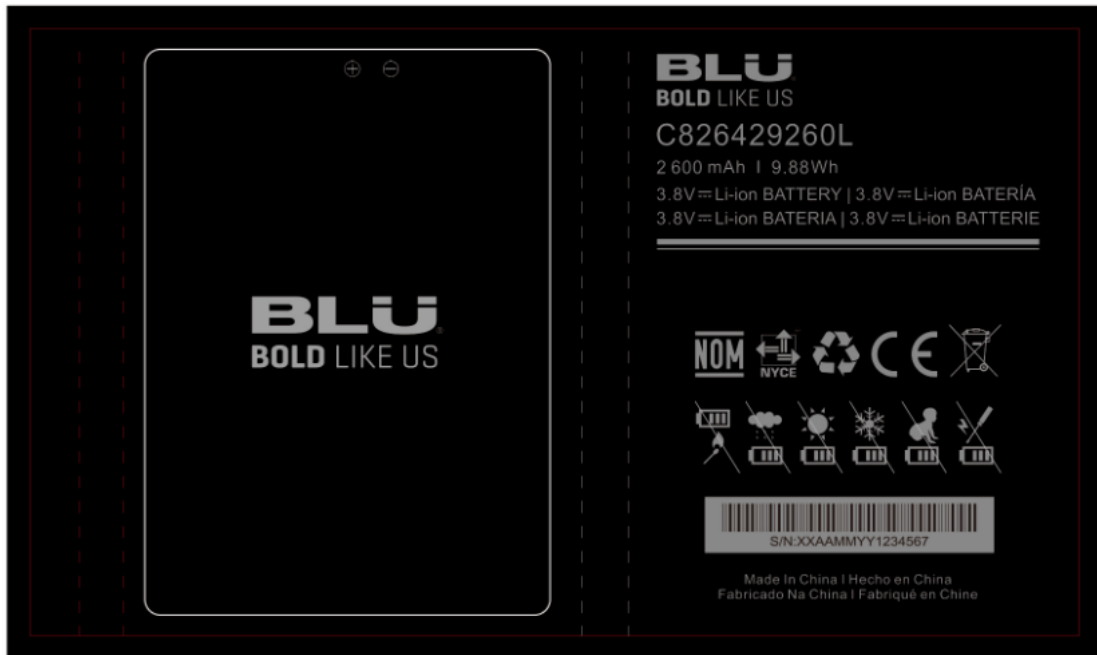 BLU
BOLD LIKE US
BLU
BOLD LIKE US
C826429260L
2 600 mAh I 9.88Wh
3.8V⎓Li-ion BATTERY | 3.8V⎓Li-ion BATERÍA
3.8V⎓Li-ion BATERIA | 3.8V⎓Li-ion BATTERIE
NOM
NYCE
CE
S/N:XXAAMMYY1234567
Made In China I Hecho en China
Fabricado Na China I Fabriqué en Chine